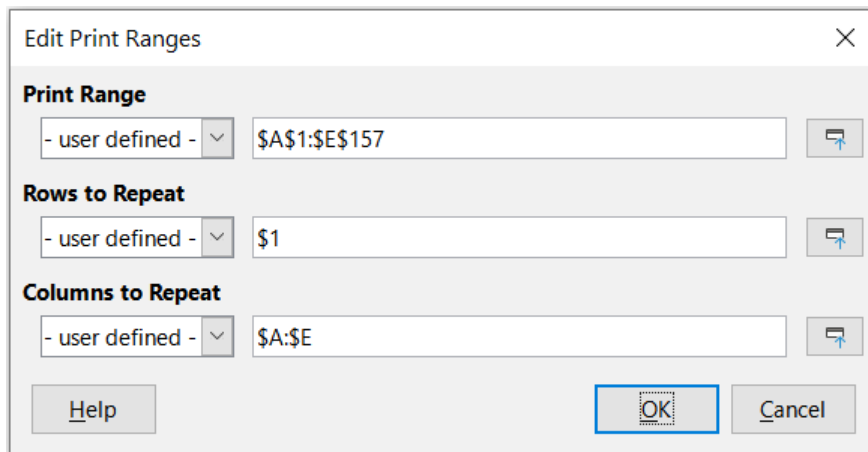 Edit Print Ranges
Print Range
- user defined - $A$1:$E$157
Rows to Repeat
- user defined - $1
Columns to Repeat
- user defined - $A:$E
Help OK Cancel